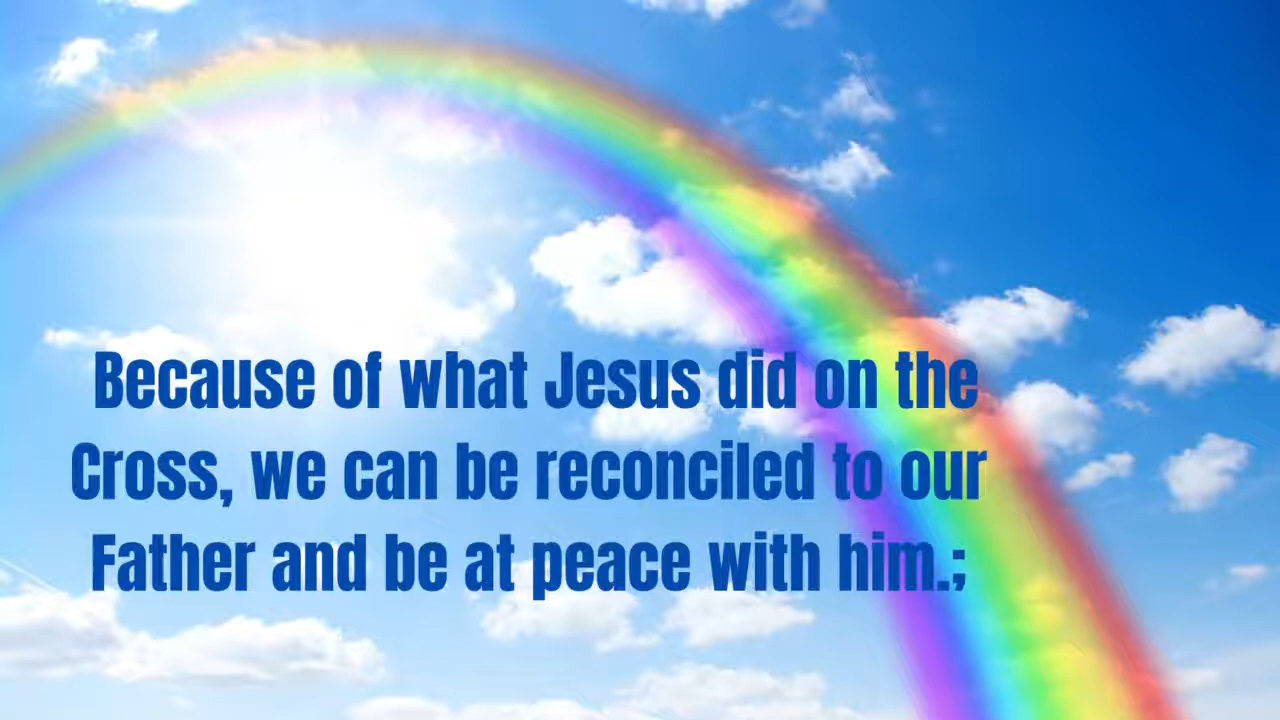 Because of what Jesus did on the
Cross, we can be reconciled to our
Father and be at peace with him.;